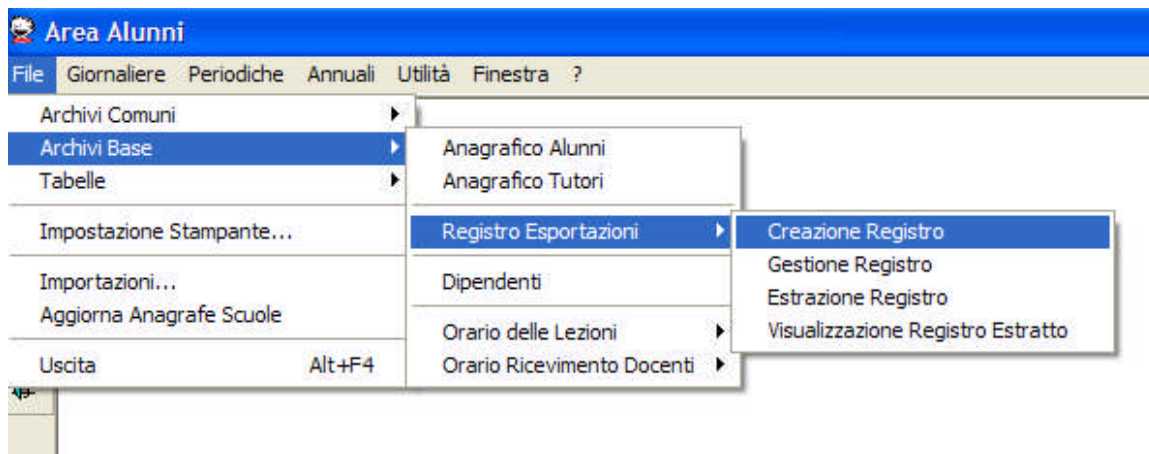 Area Alunni
File Giornaliere Periodiche Annuali Utilità Finestra ?
Archivi Comuni
Archivi Base
Tabelle
Impostazione Stampante...
Importazioni...
Aggiorna Anagrafe Scuole
Uscita Alt+F4
Anagrafico Alunni
Anagrafico Tutori
Registro Esportazioni
Dipendenti
Orario delle Lezioni
Orario Ricevimento Docenti
Creazione Registro
Gestione Registro
Estrazione Registro
Visualizzazione Registro Estratto